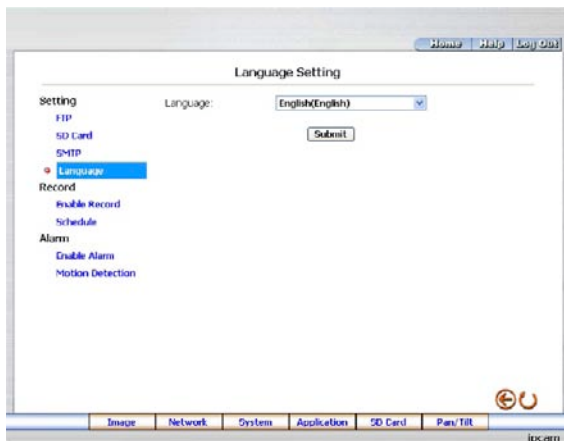 Home Help Log Out
Language Setting
Setting
Language: English(English)
FTP
SD Card
Submit
SMTP
Language
Record
Enable Record
Schedule
Alarm
Enable Alarm
Motion Detection
Image Network System Application SD Card Pan/Tilt
ipcam